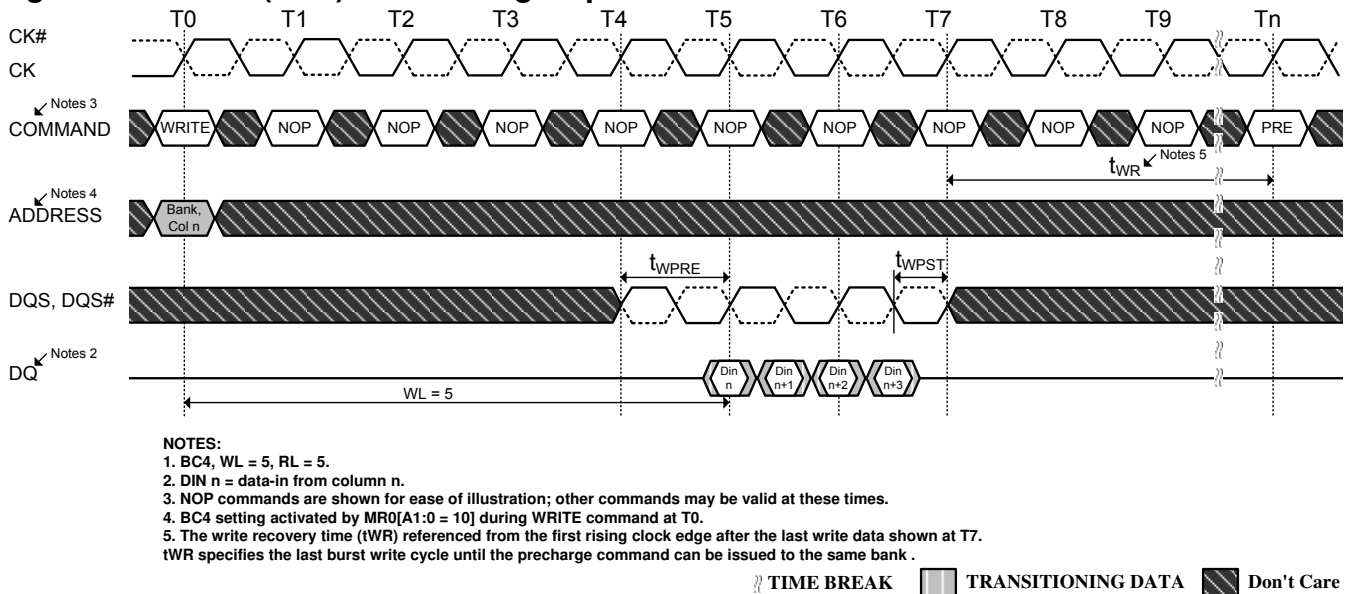 T0 T1 T2 T3 T4 T5 T6 T7 T8 T9 Tn
CK#
CK
Notes 3
COMMAND
WRITE NOP NOP NOP NOP NOP NOP NOP NOP NOP PRE
tWR
Notes 5
Notes 4
ADDRESS
Bank,
Col n
tWPRE
tWPST
DQS, DQS#
Notes 2
DQ
Din
n
Din
n+1
Din
n+2
Din
n+3
WL = 5
NOTES:
1. BC4, WL = 5, RL = 5.
2. DIN n = data-in from column n.
3. NOP commands are shown for ease of illustration; other commands may be valid at these times.
4. BC4 setting activated by MR0[A1:0 = 10] during WRITE command at T0.
5. The write recovery time (tWR) referenced from the first rising clock edge after the last write data shown at T7.
tWR specifies the last burst write cycle until the precharge command can be issued to the same bank .
TIME BREAK TRANSITIONING DATA Don't Care